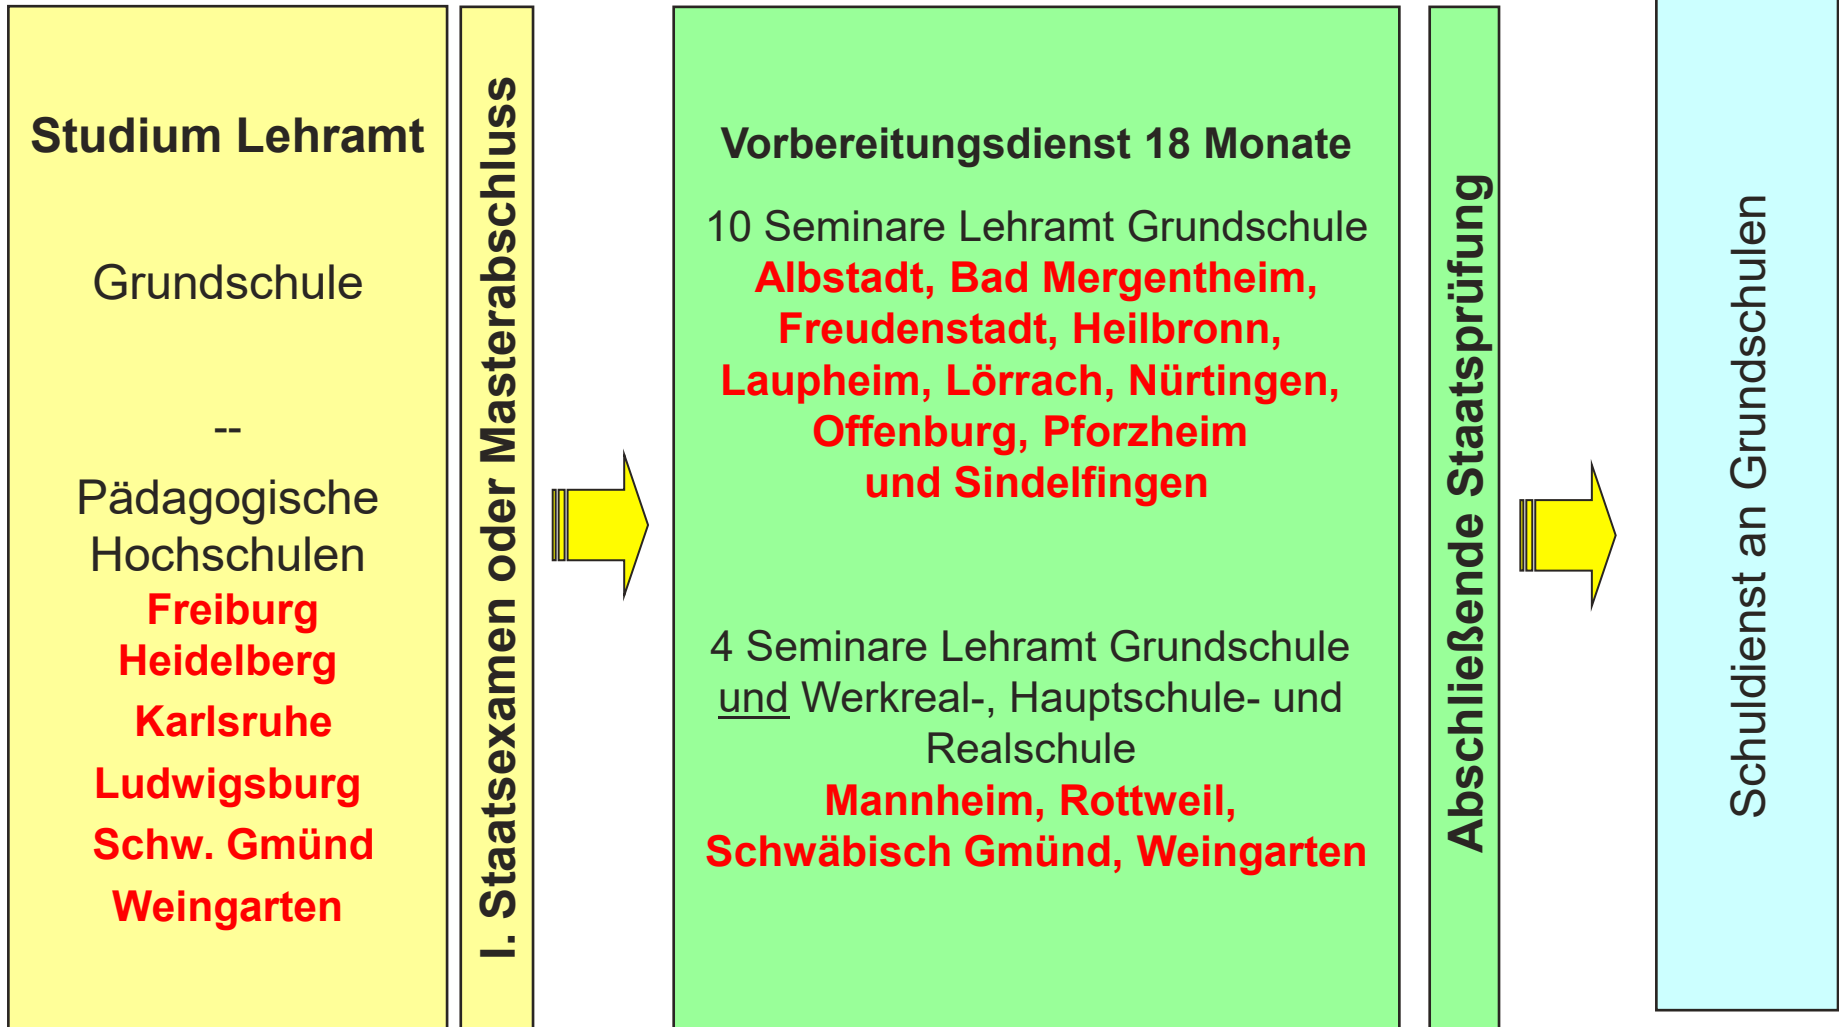 Studium Lehramt
Grundschule
--
Pädagogische
Hochschulen
Freiburg
Heidelberg
Karlsruhe
Ludwigsburg
Schw. Gmünd
Weingarten
I. Staatsexamen oder Masterabschluss
Vorbereitungsdienst 18 Monate
10 Seminare Lehramt Grundschule
Albstadt, Bad Mergentheim,
Freudenstadt, Heilbronn,
Laupheim, Lörrach, Nürtingen,
Offenburg, Pforzheim
und Sindelfingen
4 Seminare Lehramt Grundschule
und Werkreal-, Hauptschule- und
Realschule
Mannheim, Rottweil,
Schwäbisch Gmünd, Weingarten
Abschließende Staatsprüfung
Schuldienst an Grundschulen